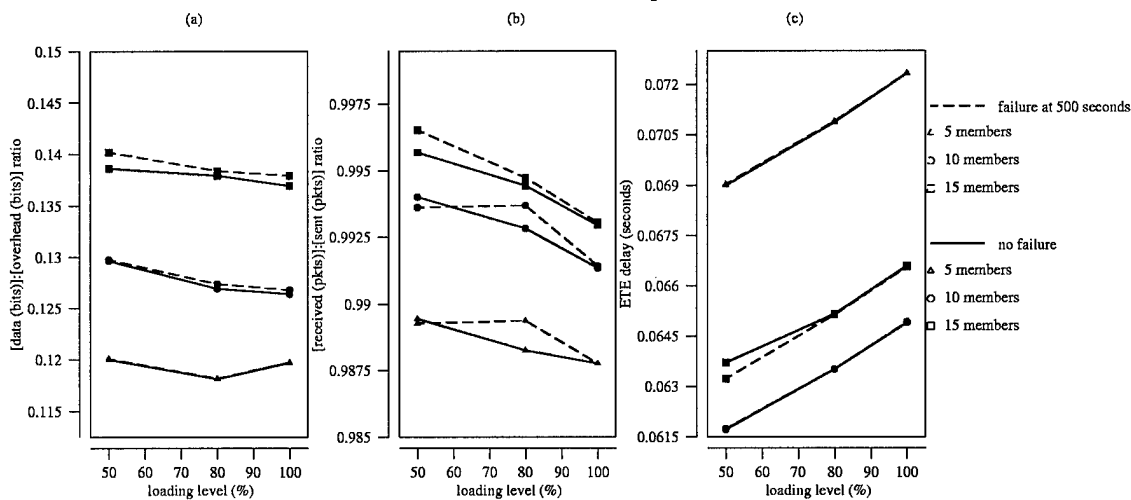 (a)
(b)
(c)
[data (bits)]:[overhead (bits)] ratio
0.15
0.145
0.14
0.135
0.13
0.125
0.12
0.115
50 60 70 80 90 100
loading level (%)
[received (pkts)]:[sent (pkts)] ratio
0.9975
0.995
0.9925
0.99
0.9875
0.985
50 60 70 80 90 100
loading level (%)
ETE delay (seconds)
0.072
0.0705
0.069
0.0675
0.066
0.0645
0.063
0.0615
50 60 70 80 90 100
loading level (%)
failure at 500 seconds
5 members
10 members
15 members
no failure
5 members
10 members
15 members